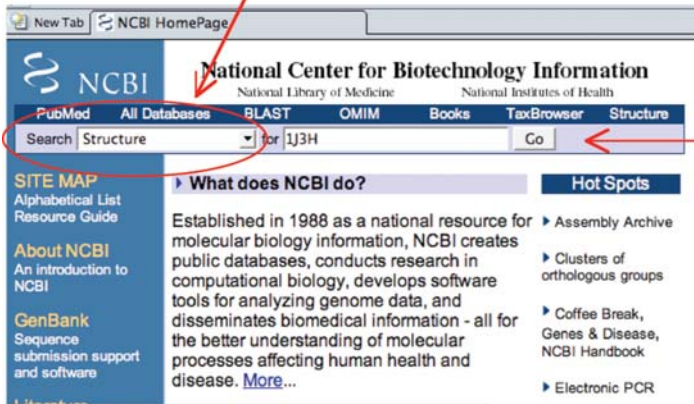 New Tab NCBI HomePage
NCBI
National Center for Biotechnology Information
National Library of Medicine National Institutes of Health
PubMed All Databases BLAST OMIM Books TaxBrowser Structure
Search Structure for 1J3H Go
SITE MAP
Alphabetical List
Resource Guide
About NCBI
An introduction to
NCBI
GenBank
Sequence
submission support
and software
Literature
What does NCBI do?
Established in 1988 as a national resource for
molecular biology information, NCBI creates
public databases, conducts research in
computational biology, develops software
tools for analyzing genome data, and
disseminates biomedical information - all for
the better understanding of molecular
processes affecting human health and
disease. More...
Hot Spots
Assembly Archive
Clusters of
orthologous groups
Coffee Break,
Genes & Disease,
NCBI Handbook
Electronic PCR